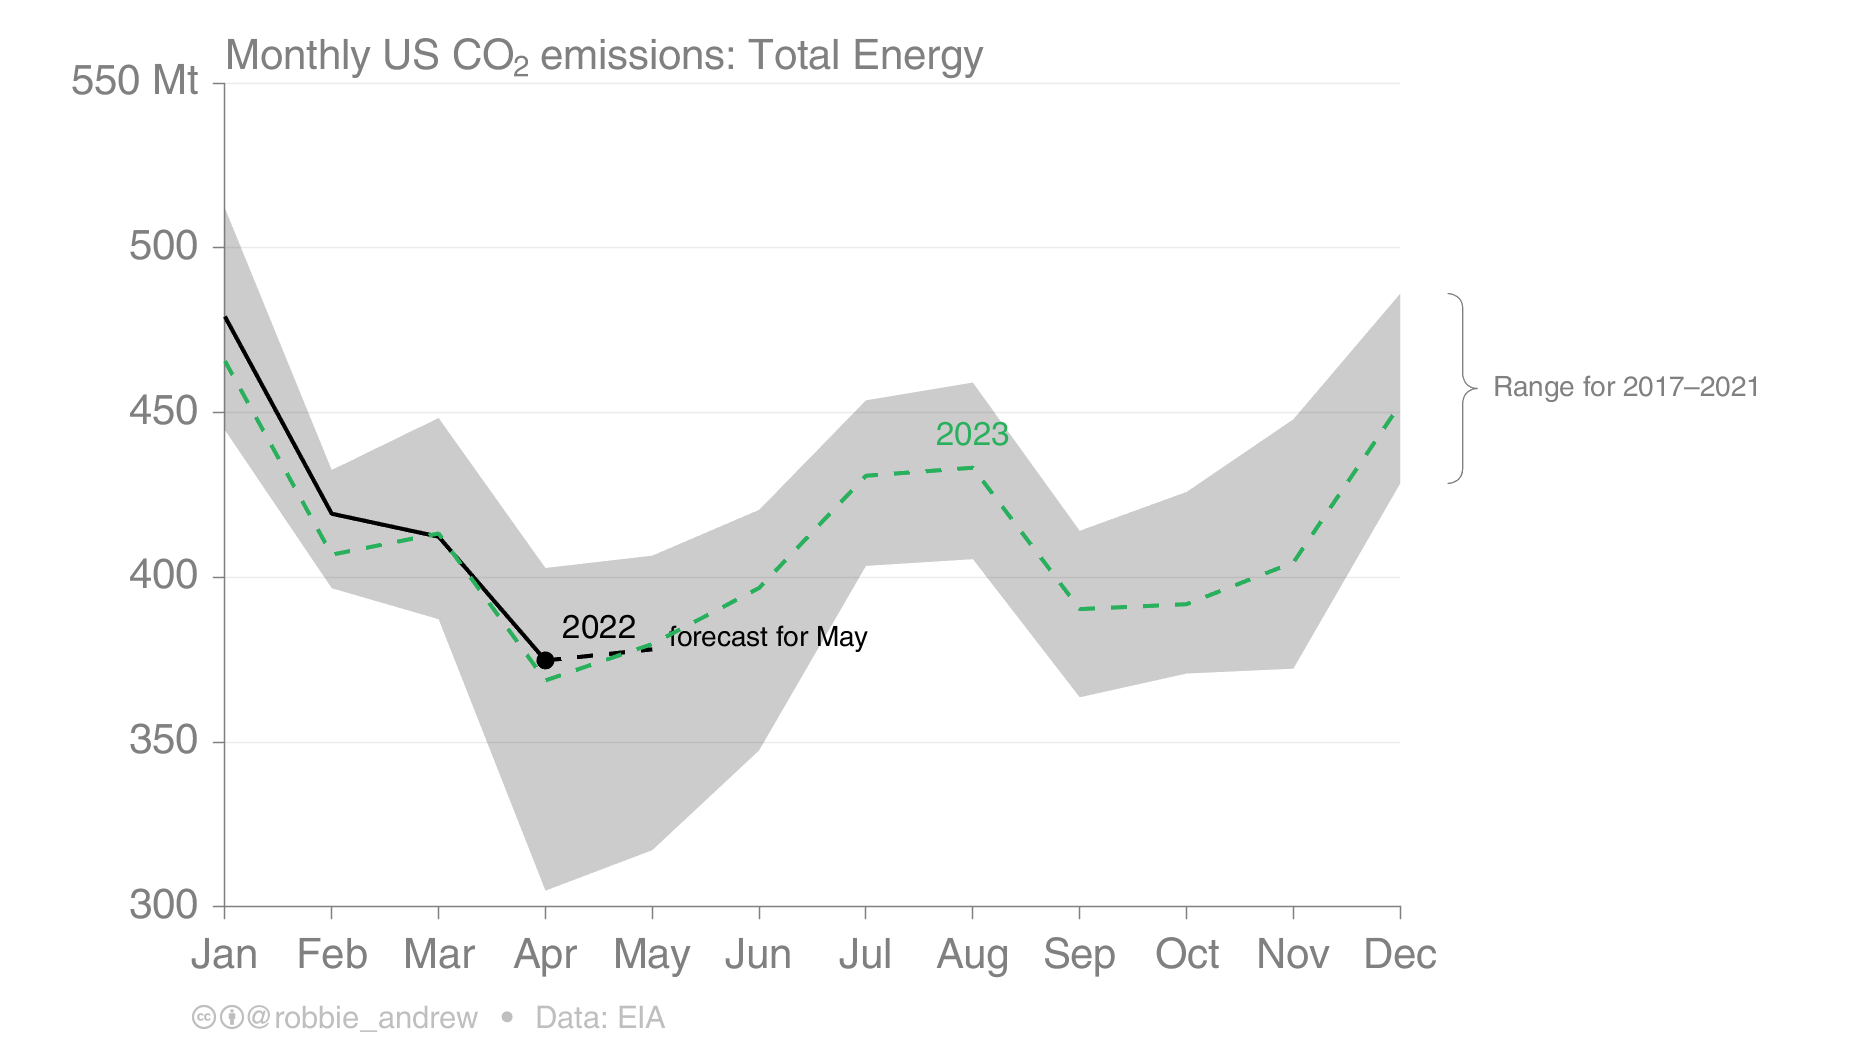 Monthly US CO₂ emissions: Total Energy
550 Mt
500
450
400
350
300
2023
2022
forecast for May
Range for 2017–2021
Jan Feb Mar Apr May Jun Jul Aug Sep Oct Nov Dec
cc @robbie_andrew • Data: EIA